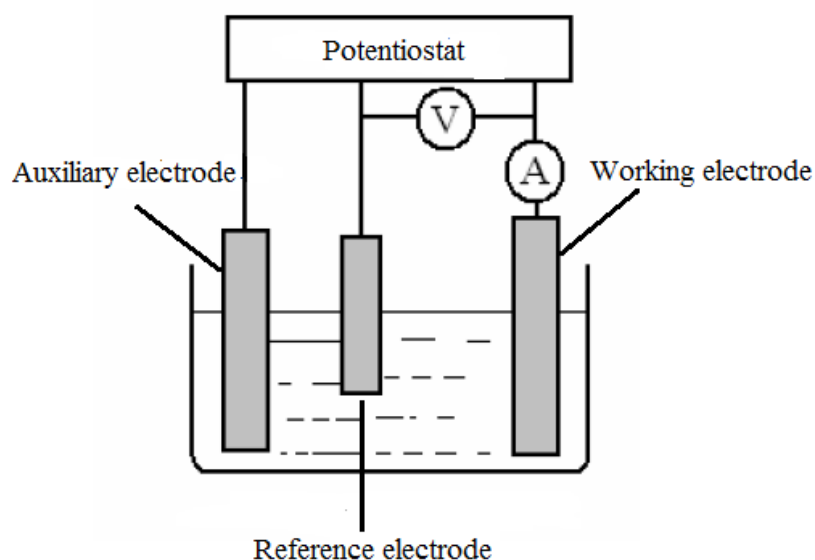 Potentiostat
V
Auxiliary electrode
A
Working electrode
Reference electrode